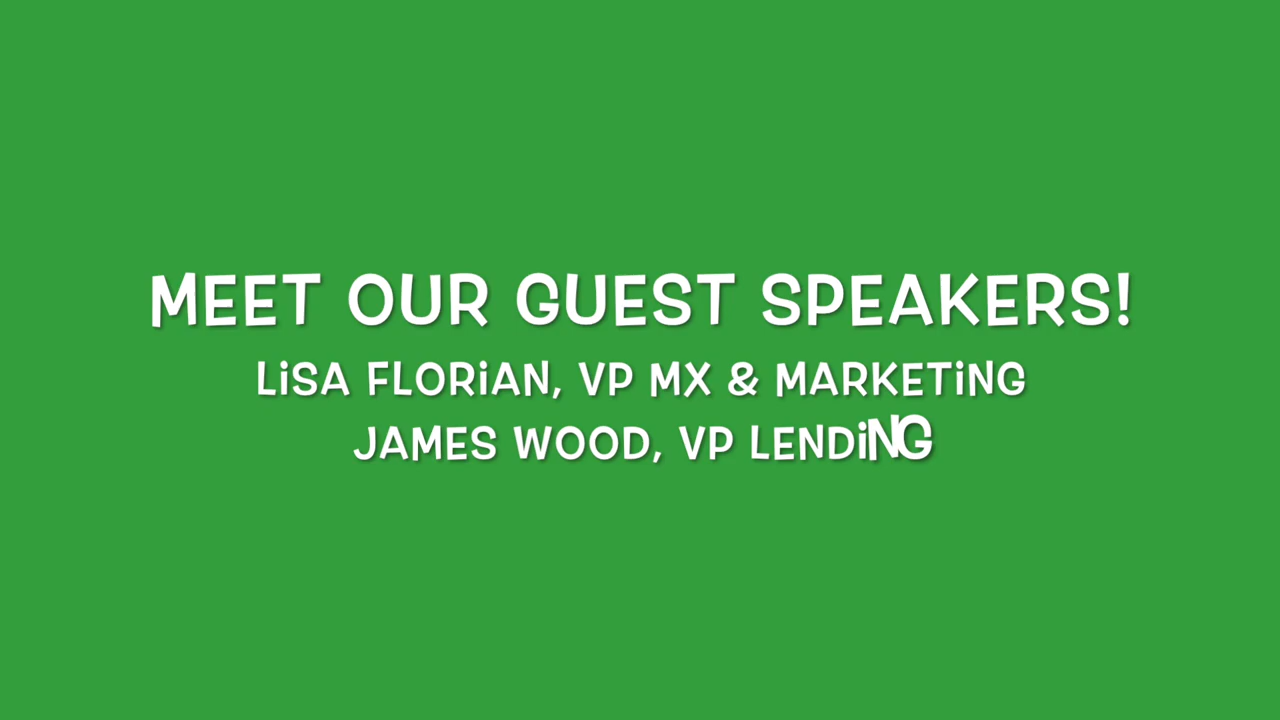 MEET OUR GUEST SPEAKERS!
LiSA FLORiAN, VP MX & MARKETiNG
JAMES WOOD, VP LENDiNG